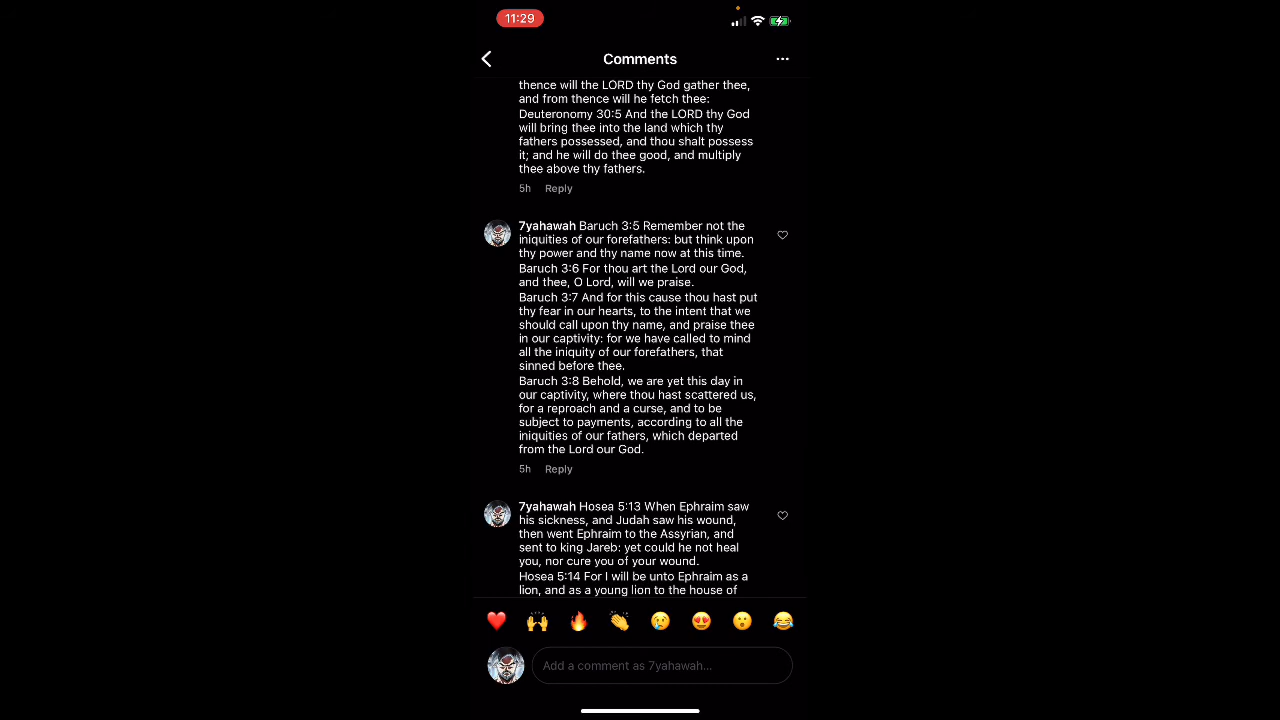 11:29
Comments
thence will the LORD thy God gather thee,
and from thence will he fetch thee:
Deuteronomy 30:5 And the LORD thy God
will bring thee into the land which thy
fathers possessed, and thou shalt possess
it; and he will do thee good, and multiply
thee above thy fathers.
5h Reply
7yahawah Baruch 3:5 Remember not the
iniquities of our forefathers: but think upon
thy power and thy name now at this time.
Baruch 3:6 For thou art the Lord our God,
and thee, O Lord, will we praise.
Baruch 3:7 And for this cause thou hast put
thy fear in our hearts, to the intent that we
should call upon thy name, and praise thee
in our captivity: for we have called to mind
all the iniquity of our forefathers, that
sinned before thee.
Baruch 3:8 Behold, we are yet this day in
our captivity, where thou hast scattered us,
for a reproach and a curse, and to be
subject to payments, according to all the
iniquities of our fathers, which departed
from the Lord our God.
5h Reply
7yahawah Hosea 5:13 When Ephraim saw
his sickness, and Judah saw his wound,
then went Ephraim to the Assyrian, and
sent to king Jareb: yet could he not heal
you, nor cure you of your wound.
Hosea 5:14 For I will be unto Ephraim as a
lion, and as a young lion to the house of
Add a comment as 7yahawah...